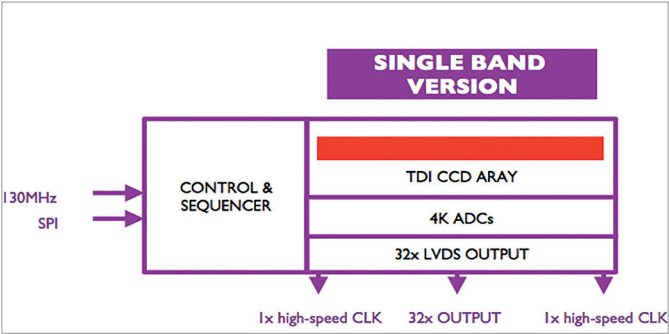 SINGLE BAND
VERSION
130MHz
SPI
CONTROL &
SEQUENCER
TDI CCD ARAY
4K ADCs
32x LVDS OUTPUT
1x high-speed CLK
32x OUTPUT
1x high-speed CLK